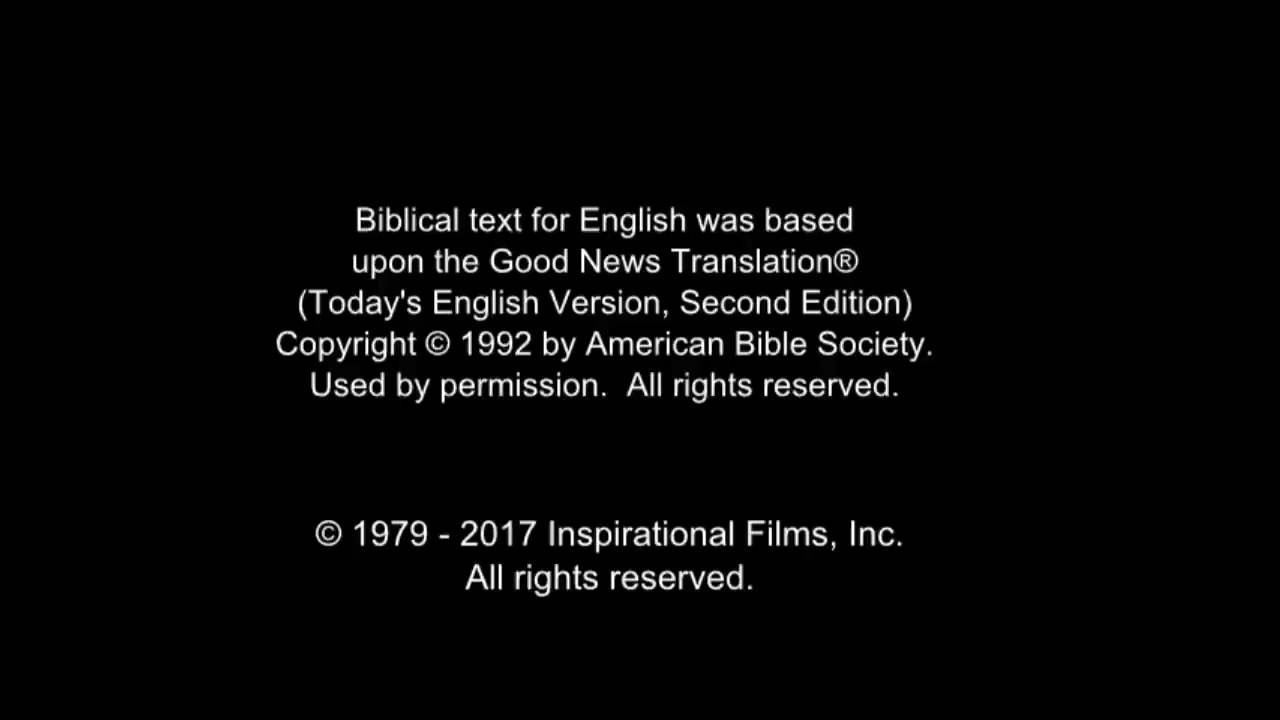 Biblical text for English was based
upon the Good News Translation®
(Today's English Version, Second Edition)
Copyright © 1992 by American Bible Society.
Used by permission.  All rights reserved.
© 1979 - 2017 Inspirational Films, Inc.
All rights reserved.